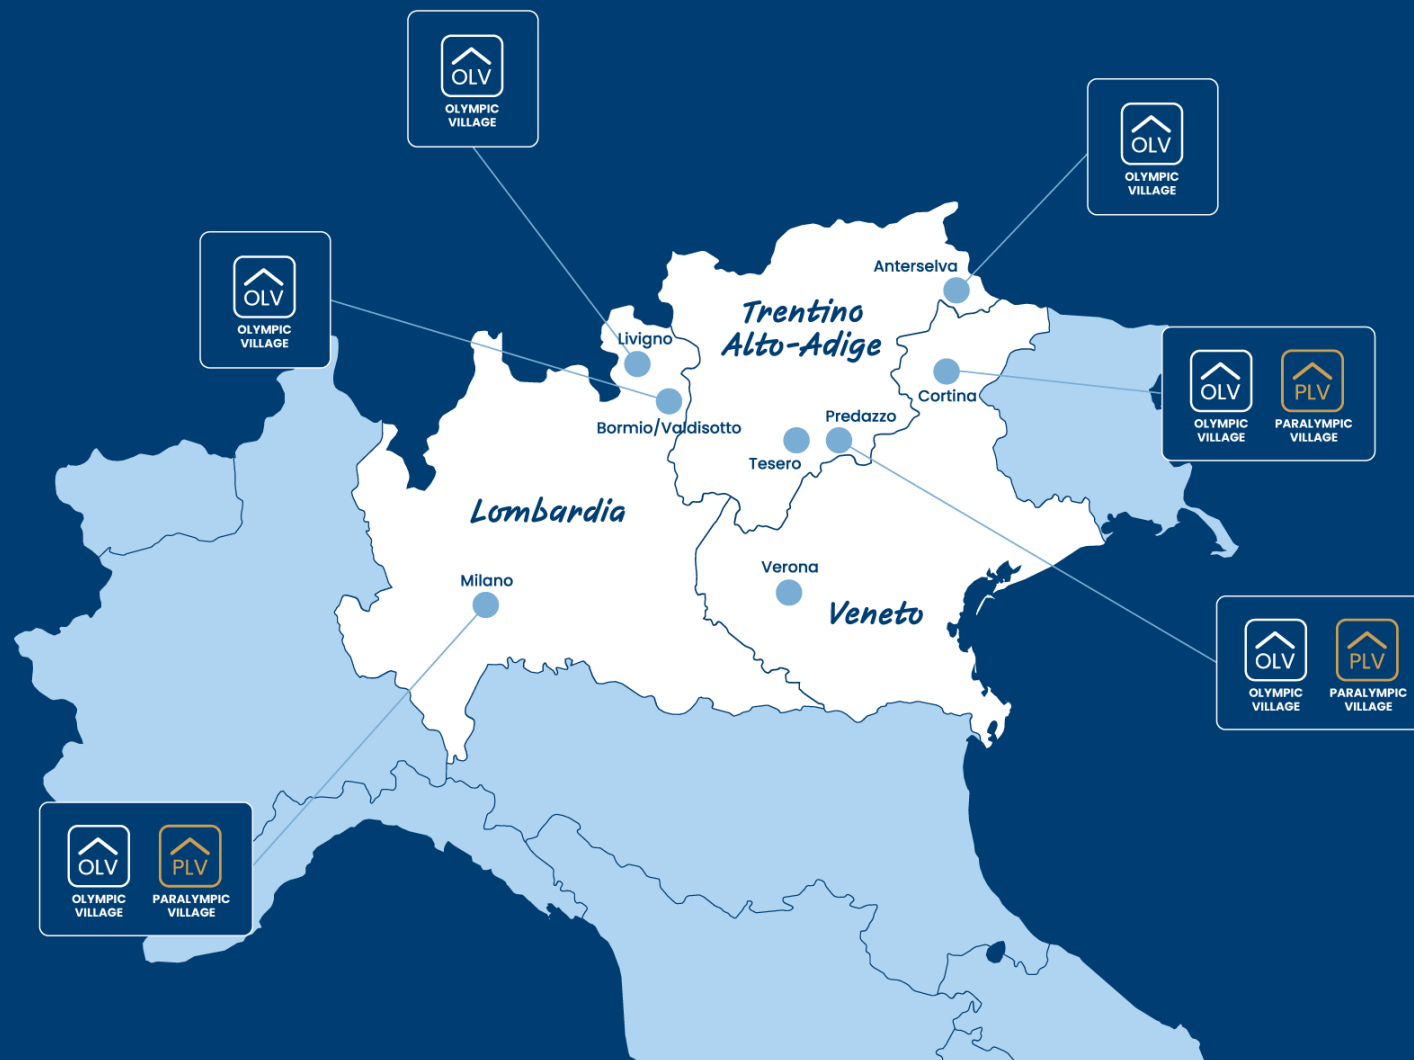 OLV
OLYMPIC
VILLAGE
OLV
OLYMPIC
VILLAGE
OLV
OLYMPIC
VILLAGE
Anterselva
Trentino
Alto-Adige
Livigno
OLV
OLYMPIC
VILLAGE
PLV
PARALYMPIC
VILLAGE
Cortina
Predazzo
Bormio/Valdisotto
Tesero
Lombardia
Verona
Milano
Veneto
OLV
OLYMPIC
VILLAGE
PLV
PARALYMPIC
VILLAGE
OLV
OLYMPIC
VILLAGE
PLV
PARALYMPIC
VILLAGE